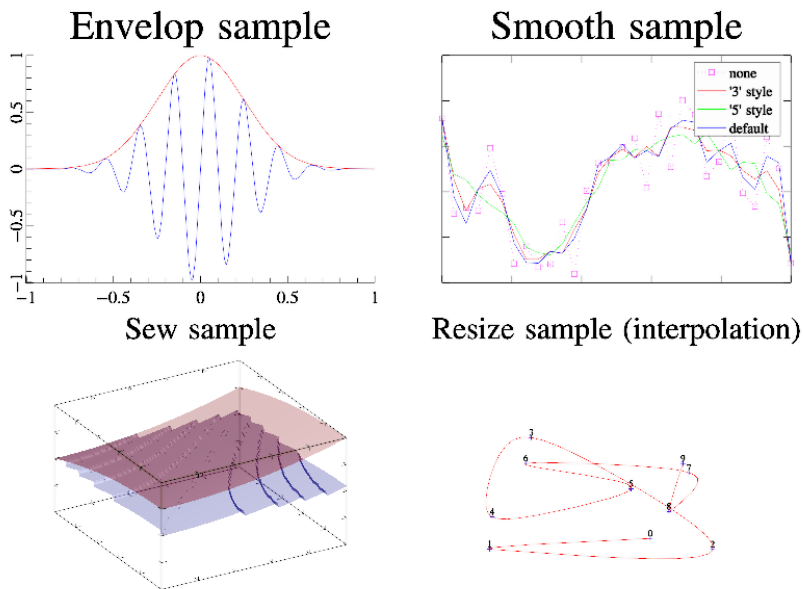 Envelop sample
Smooth sample
1
0.5
0
−0.5
−1
−1
−0.5
0
0.5
1
none
'3' style
'5' style
default
Sew sample
Resize sample (interpolation)
3
6
9
7
5
4
8
0
1
2